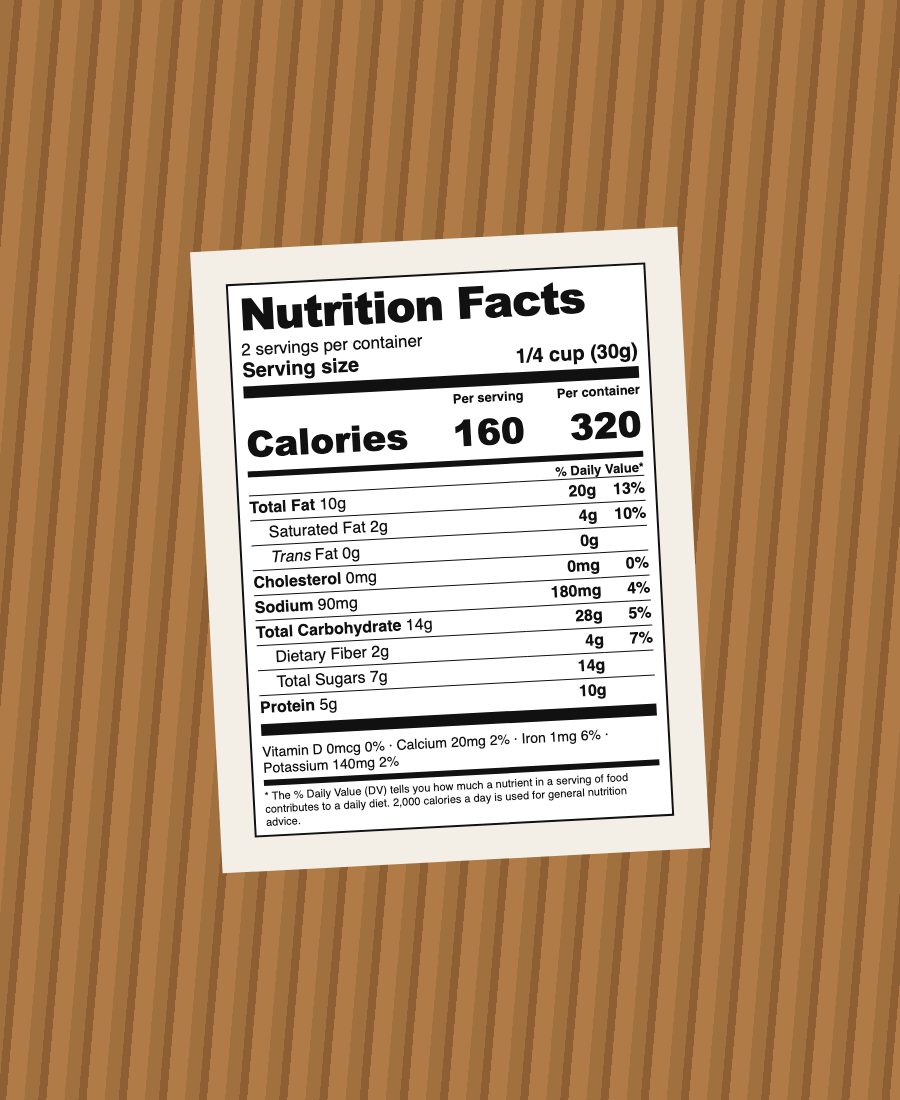 Nutrition Facts
2 servings per container
Serving size 1/4 cup (30g)
Per serving Per container
Calories 160 320
% Daily Value*
Total Fat 10g 20g 13%
Saturated Fat 2g 4g 10%
Trans Fat 0g 0g
Cholesterol 0mg 0mg 0%
Sodium 90mg 180mg 4%
Total Carbohydrate 14g 28g 5%
Dietary Fiber 2g 4g 7%
Total Sugars 7g 14g
Protein 5g 10g
Vitamin D 0mcg 0% · Calcium 20mg 2% · Iron 1mg 6% ·
Potassium 140mg 2%
* The % Daily Value (DV) tells you how much a nutrient in a serving of food
contributes to a daily diet. 2,000 calories a day is used for general nutrition
advice.